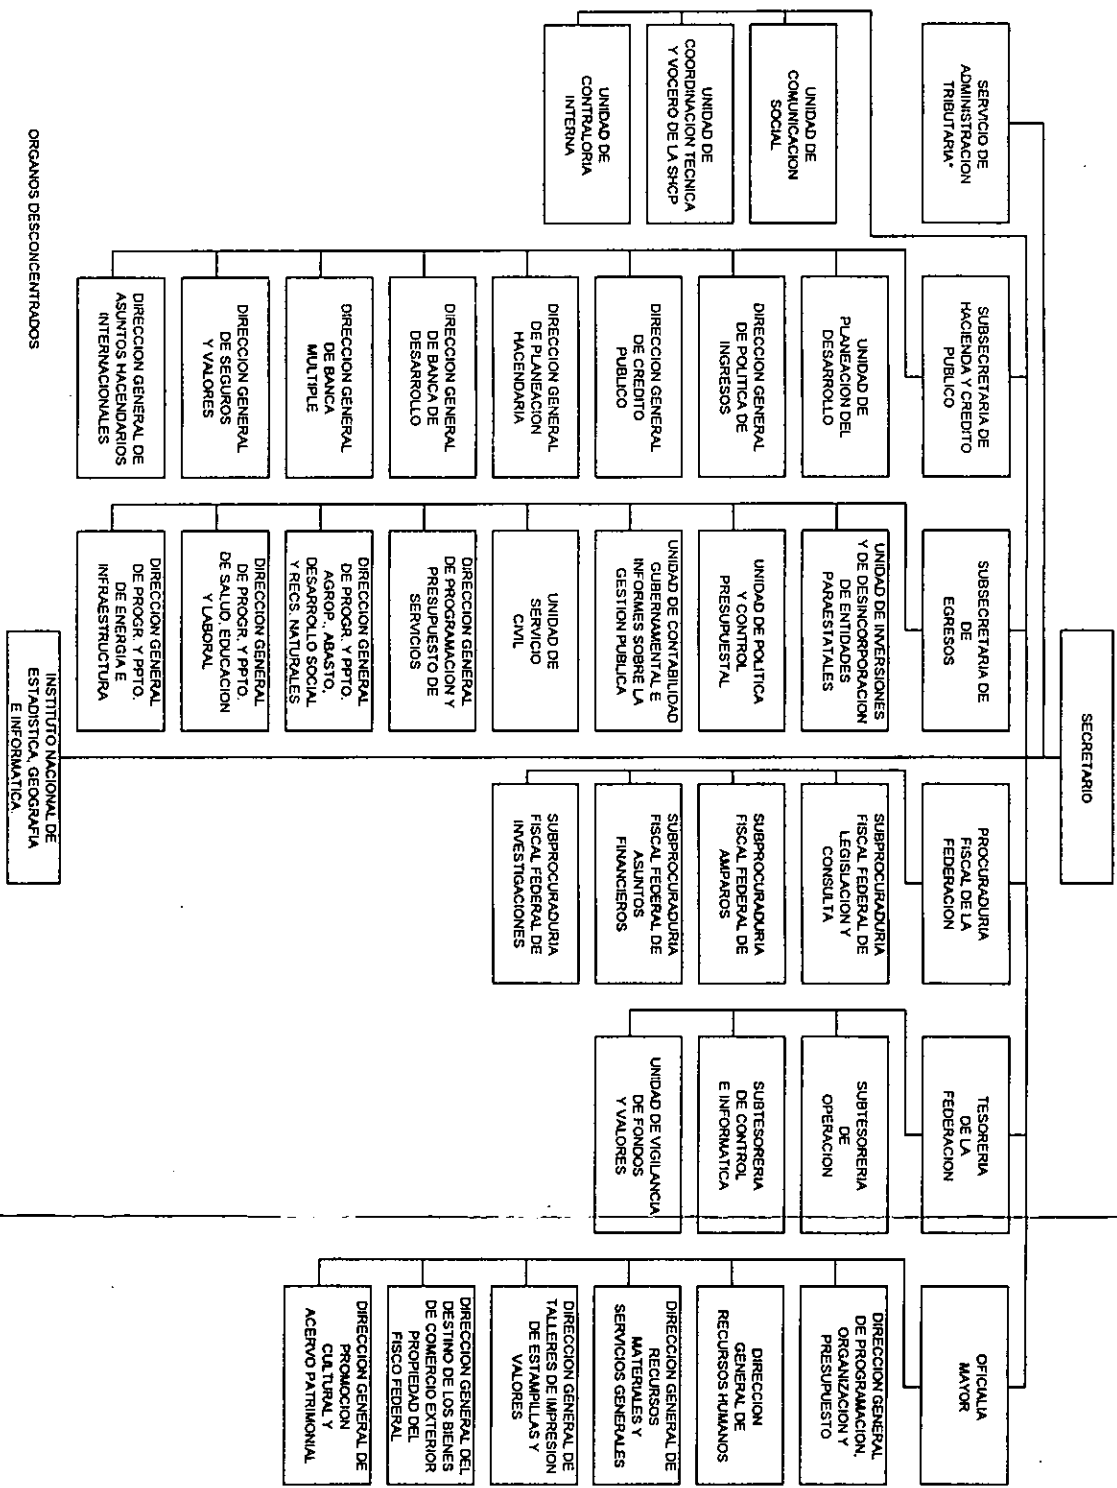 SECRETARIO
SERVICIO DE
ADMINISTRACION
TRIBUTARIA*
SUBSECRETARIA DE
HACIENDA Y CREDITO
PUBLICO
SUBSECRETARIA DE
DE
EGRESOS
PROCURADURIA
FISCAL DE LA
FEDERACION
TESORERIA
DE LA
FEDERACION
OFICIALIA
MAYOR
UNIDAD DE
COMUNICACION
SOCIAL
UNIDAD DE
COORDINACION TECNICA
Y VOCERO DE LA SHCP
UNIDAD DE
CONTRALORIA
INTERNA
UNIDAD DE
PLANEACION DEL
DESARROLLO
DIRECCION GENERAL
DE POLITICA DE
INGRESOS
DIRECCION GENERAL
DE CREDITO
PUBLICO
DIRECCION GENERAL
DE PLANEACION
HACENDARIA
DIRECCION GENERAL
DE BANCA DE
DESARROLLO
DIRECCION GENERAL
DE BANCA
MULTIPLE
DIRECCION GENERAL
DE SEGUROS
Y VALORES
DIRECCION GENERAL DE
ASUNTOS HACENDARIOS
INTERNACIONALES
UNIDAD DE INVERSIONES
Y DE DESINCORPORACION
DE ENTIDADES
PARAESTATALES
UNIDAD DE POLITICA
Y CONTROL
PRESUPUESTAL
UNIDAD DE CONTABILIDAD
GUBERNAMENTAL E
INFORMES SOBRE LA
GESTION PUBLICA
UNIDAD DE
SERVICIO
CIVIL
DIRECCION GENERAL
DE PROGRAMACION Y
PRESUPUESTO DE
SERVICIOS
DIRECCION GENERAL
DE PROGR. Y PPTO.
AGROP., ABASTO,
DESARROLLO SOCIAL
Y RECS. NATURALES
DIRECCION GENERAL
DE PROGR. Y PPTO.
DE SALUD, EDUCACION
Y LABORAL
DIRECCION GENERAL
DE PROGR. Y PPTO.
DE ENERGIA E
INFRAESTRUCTURA
SUBPROCURADURIA
FISCAL FEDERAL DE
LEGISLACION Y
CONSULTA
SUBPROCURADURIA
FISCAL FEDERAL DE
AMPAROS
SUBPROCURADURIA
FISCAL FEDERAL DE
ASUNTOS
FINANCIEROS
SUBPROCURADURIA
FISCAL FEDERAL DE
INVESTIGACIONES
SUBTESORERIA
DE
OPERACION
SUBTESORERIA
DE CONTROL
E INFORMATICA
UNIDAD DE VIGILANCIA
DE FONDOS
Y VALORES
DIRECCION GENERAL
DE PROGRAMACION,
ORGANIZACION Y
PRESUPUESTO
DIRECCION
GENERAL DE
RECURSOS HUMANOS
DIRECCION GENERAL DE
RECURSOS
MATERIALES Y
SERVICIOS GENERALES
DIRECCION GENERAL DE
TALLERES DE IMPRESION
DE ESTAMPILLAS Y
VALORES
DIRECCION GENERAL DEL
DESTINO DE LOS BIENES
DE COMERCIO EXTERIOR
PROPIEDAD DEL
FISCO FEDERAL
DIRECCION GENERAL DE
PROMOCION
CULTURAL Y
ACERVO PATRIMONIAL
ORGANOS DESCONCENTRADOS
INSTITUTO NACIONAL DE
ESTADISTICA, GEOGRAFIA
E INFORMATICA.